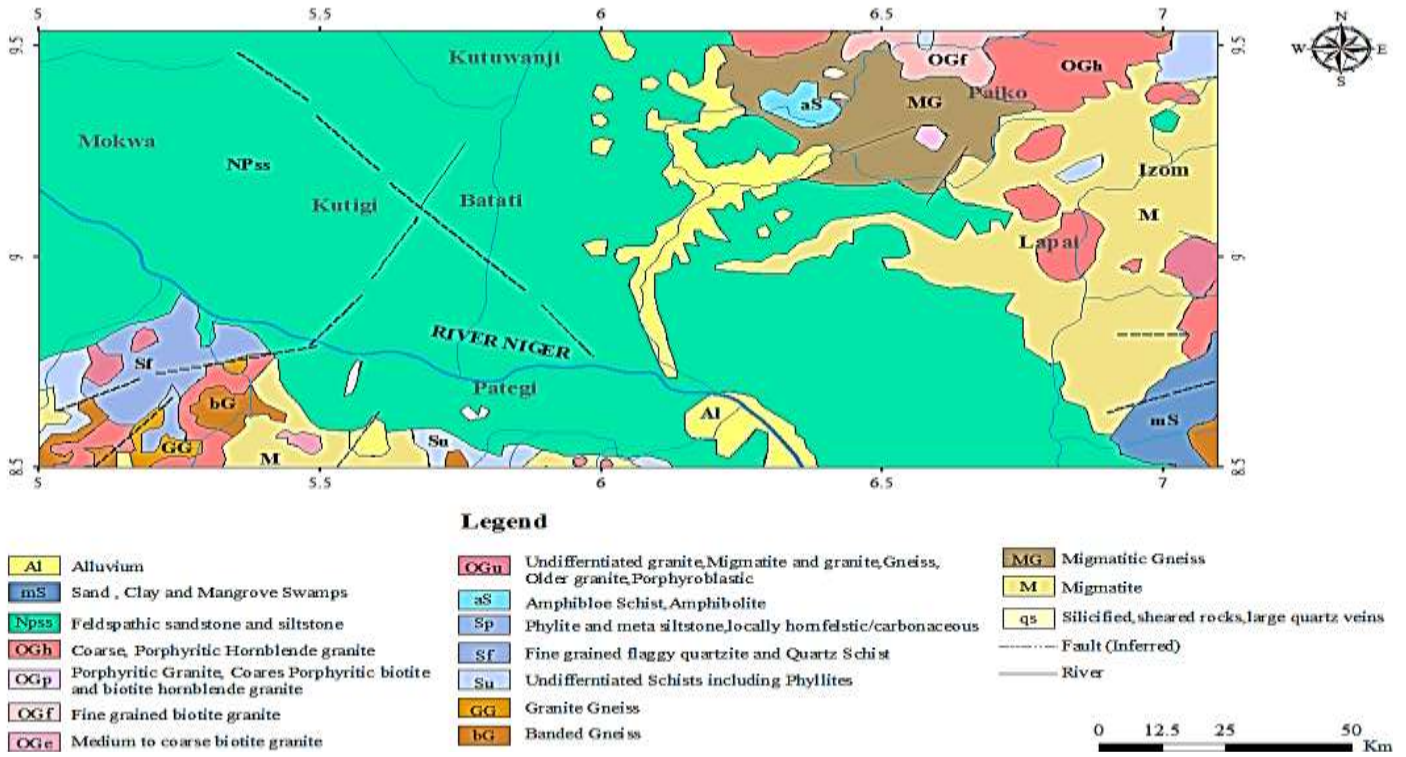 5 5.5 6 6.5 7
N
W E
S
9.5 9.5
Kutuwanji
OGf
OGh
Paiko
aS
MG
Mokwa
NPss
Izom
Kutigi
Batati
M
Lapai
9 9
RIVER NIGER
Sf
Pategi
bG
Al
mS
Su
GG
M
8.5 8.5
5 5.5 6 6.5 7
Legend
Al Alluvium
mS Sand , Clay and Mangrove Swamps
Npss Feldspathic sandstone and siltstone
OGh Coarse, Porphyritic Hornblende granite
OGp Porphyritic Granite, Coares Porphyritic biotite
and biotite hornblende granite
OGf Fine grained biotite granite
OGe Medium to coarse biotite granite
OGu Undifferntiated granite,Migmatite and granite,Gneiss,
Older granite,Porphyroblastic
aS Amphibloe Schist, Amphibolite
Sp Phylite and meta siltstone,locally hornfelstic/carbonaceous
Sf Fine grained flaggy quartzite and Quartz Schist
Su Undifferntiated Schists including Phyllites
GG Granite Gneiss
bG Banded Gneiss
MG Migmatitic Gneiss
M Migmatite
qs Silicified,sheared rocks,large quartz veins
Fault (Inferred)
River
0 12.5 25 50
Km